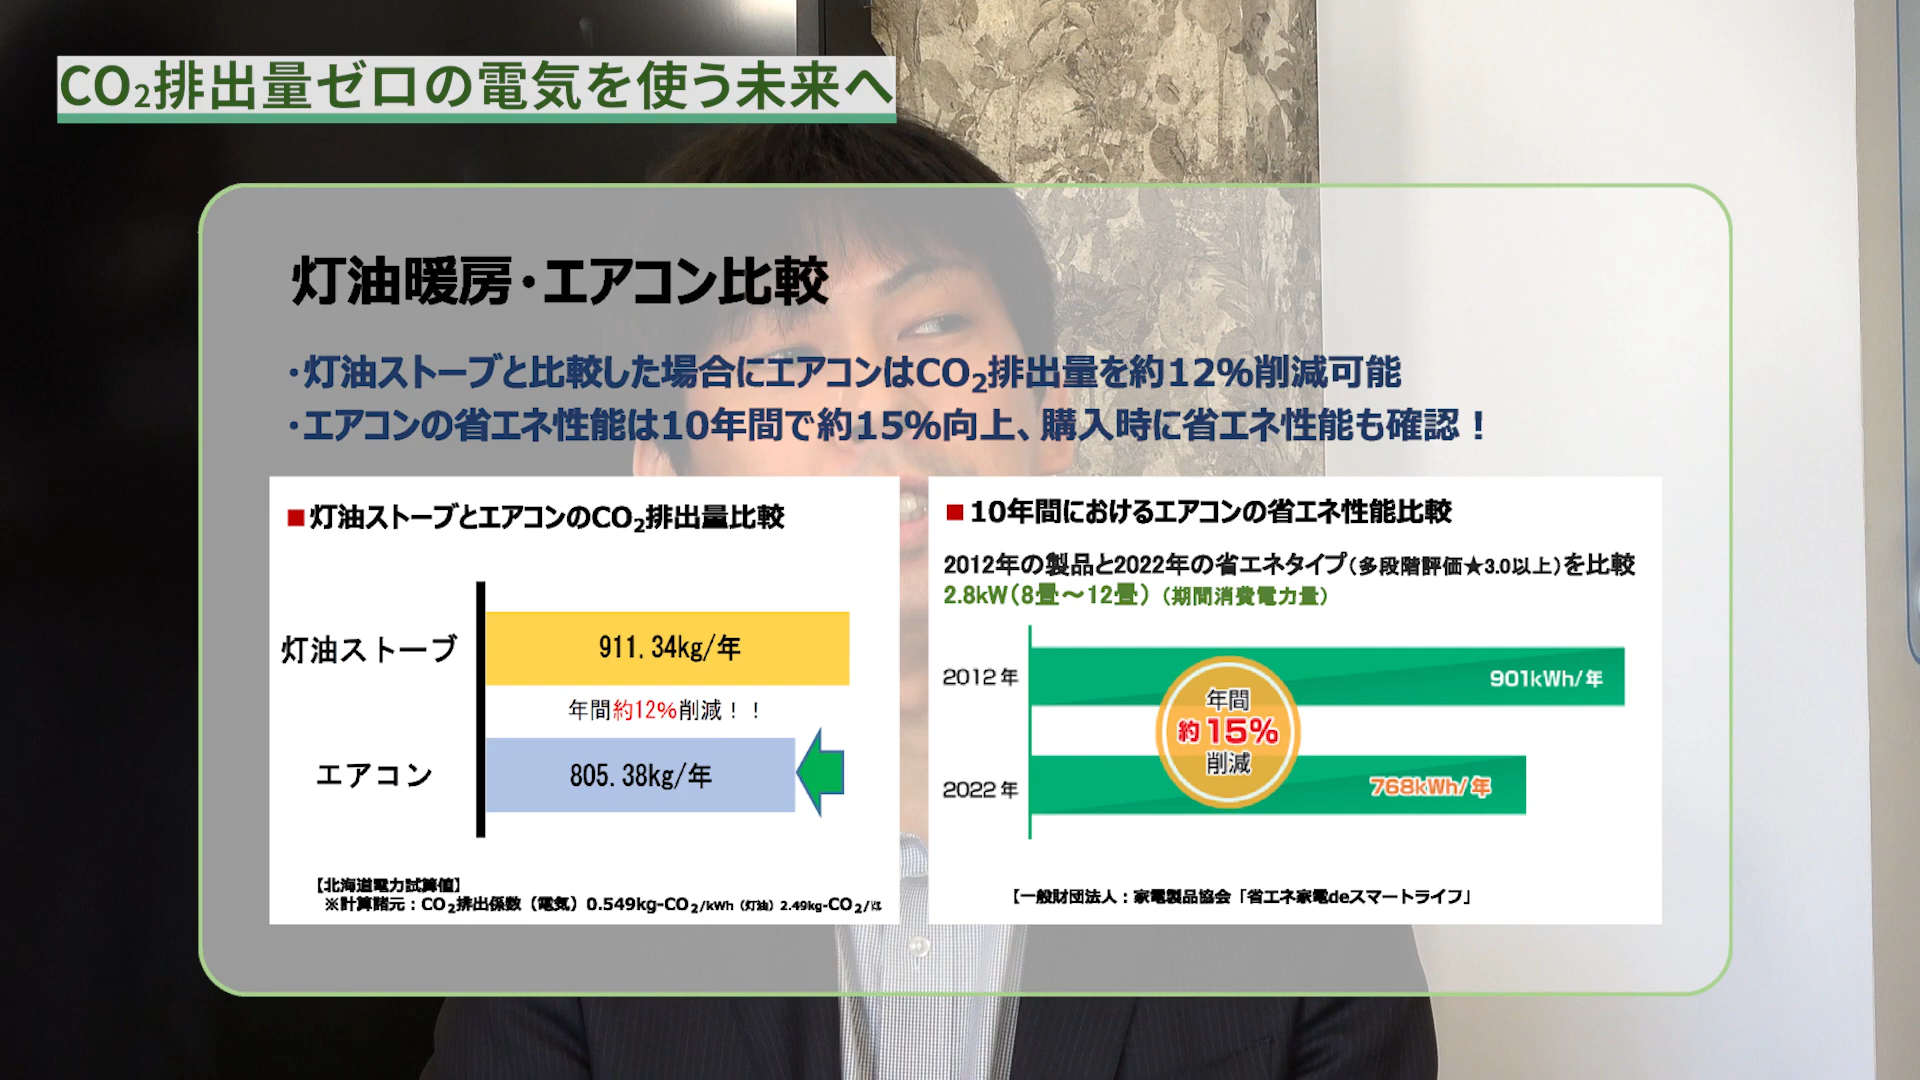 CO₂排出量ゼロの電気を使う未来へ
灯油暖房・エアコン比較
・灯油ストーブと比較した場合にエアコンはCO₂排出量を約12%削減可能
・エアコンの省エネ性能は10年間で約15%向上、購入時に省エネ性能も確認！
■灯油ストーブとエアコンのCO₂排出量比較
灯油ストーブ
911.34kg/年
年間約12%削減！！
エアコン
805.38kg/年
【北海道電力試算値】
※計算諸元：CO₂排出係数（電気）0.549kg-CO₂/kWh（灯油）2.49kg-CO₂/ℓ
■10年間におけるエアコンの省エネ性能比較
2012年の製品と2022年の省エネタイプ（多段階評価★3.0以上）を比較
2.8kW（8畳～12畳）（期間消費電力量）
2012年
901kWh/年
年間
約15%
削減
2022年
768kWh/年
【一般財団法人：家電製品協会「省エネ家電deスマートライフ」